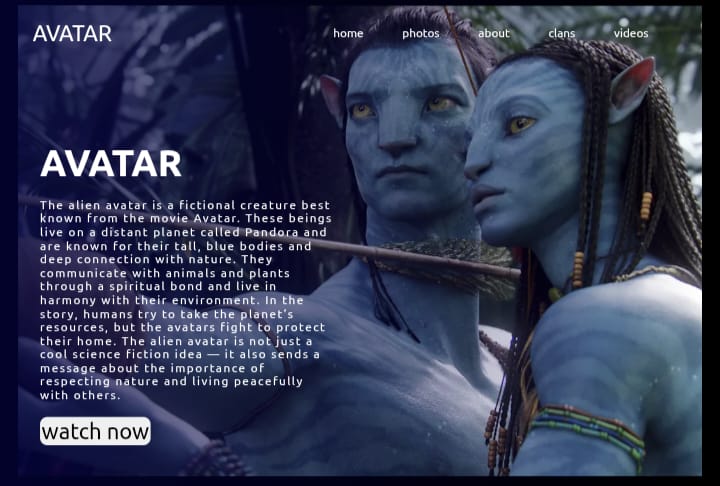 AVATAR
home photos about clans videos
AVATAR
The alien avatar is a fictional creature best
known from the movie Avatar. These beings
live on a distant planet called Pandora and
are known for their tall, blue bodies and
deep connection with nature. They
communicate with animals and plants
through a spiritual bond and live in
harmony with their environment. In the
story, humans try to take the planet’s
resources, but the avatars fight to protect
their home. The alien avatar is not just a
cool science fiction idea — it also sends a
message about the importance of
respecting nature and living peacefully
with others.
watch now